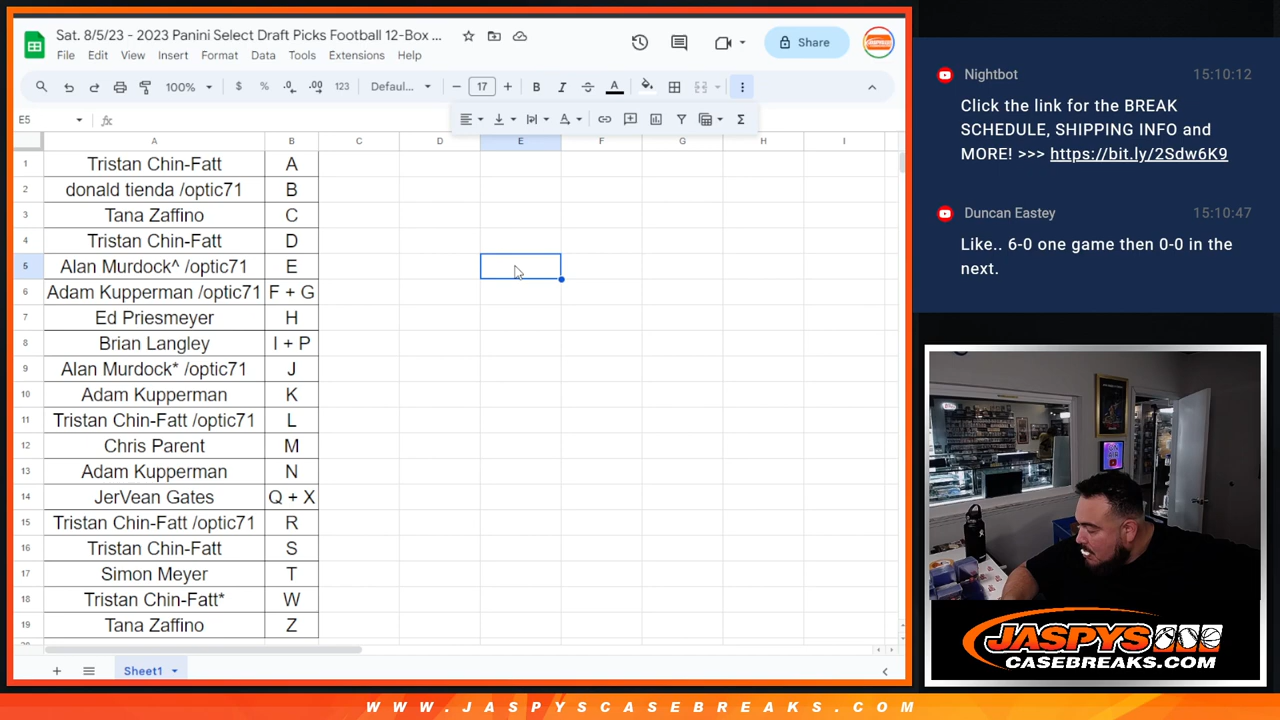 Sat. 8/5/23 - 2023 Panini Select Draft Picks Football 12-Box ...
File Edit View Insert Format Data Tools Extensions Help
Share
100% $ % .0 .00 123 Defaul... 17 B I S A
E5 fx
A B C D E F G H I
1 Tristan Chin-Fatt A
2 donald tienda /optic71 B
3 Tana Zaffino C
4 Tristan Chin-Fatt D
5 Alan Murdock^ /optic71 E
6 Adam Kupperman /optic71 F + G
7 Ed Priesmeyer H
8 Brian Langley I + P
9 Alan Murdock* /optic71 J
10 Adam Kupperman K
11 Tristan Chin-Fatt /optic71 L
12 Chris Parent M
13 Adam Kupperman N
14 JerVean Gates Q + X
15 Tristan Chin-Fatt /optic71 R
16 Tristan Chin-Fatt S
17 Simon Meyer T
18 Tristan Chin-Fatt* W
19 Tana Zaffino Z
Sheet1
Nightbot 15:10:12
Click the link for the BREAK
SCHEDULE, SHIPPING INFO and
MORE! >>> https://bit.ly/2Sdw6K9
Duncan Eastey 15:10:47
Like.. 6-0 one game then 0-0 in the
next.
JASPYS
CASEBREAKS.COM
WWW.JASPYSCASEBREAKS.COM